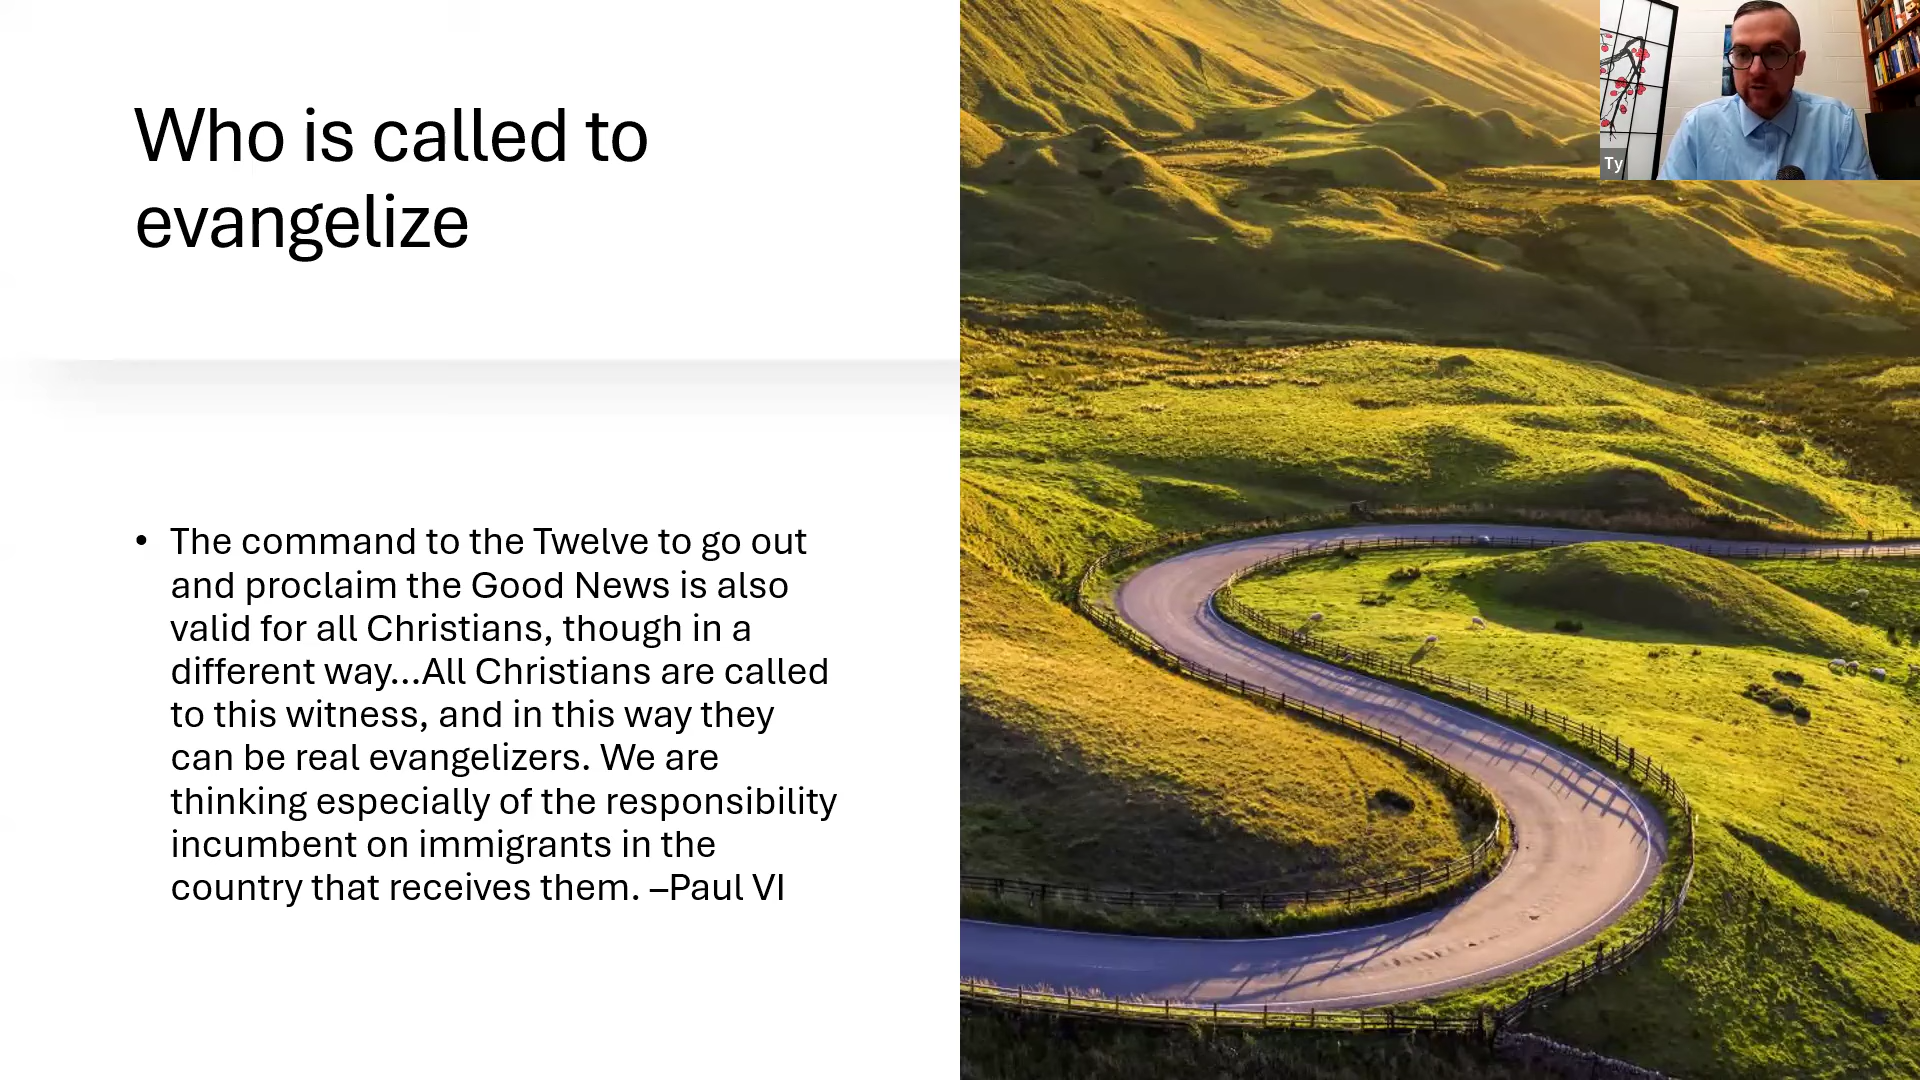 Who is called to
evangelize
• The command to the Twelve to go out
and proclaim the Good News is also
valid for all Christians, though in a
different way...All Christians are called
to this witness, and in this way they
can be real evangelizers. We are
thinking especially of the responsibility
incumbent on immigrants in the
country that receives them. –Paul VI
Ty